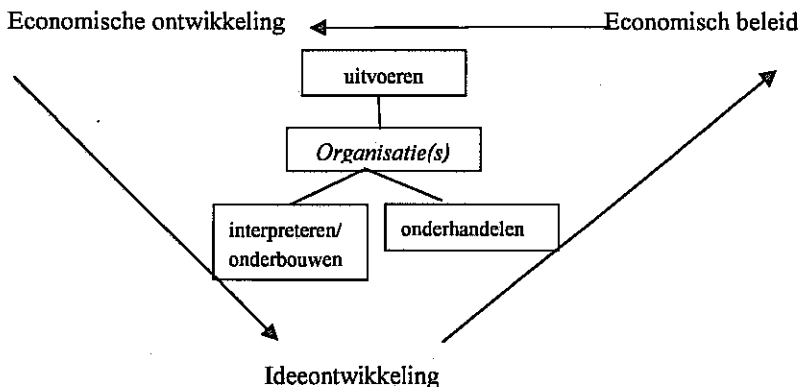 Economische ontwikkeling
Economisch beleid
uitvoeren
Organisatie(s)
interpreteren/
onderbouwen
onderhandelen
Ideeontwikkeling